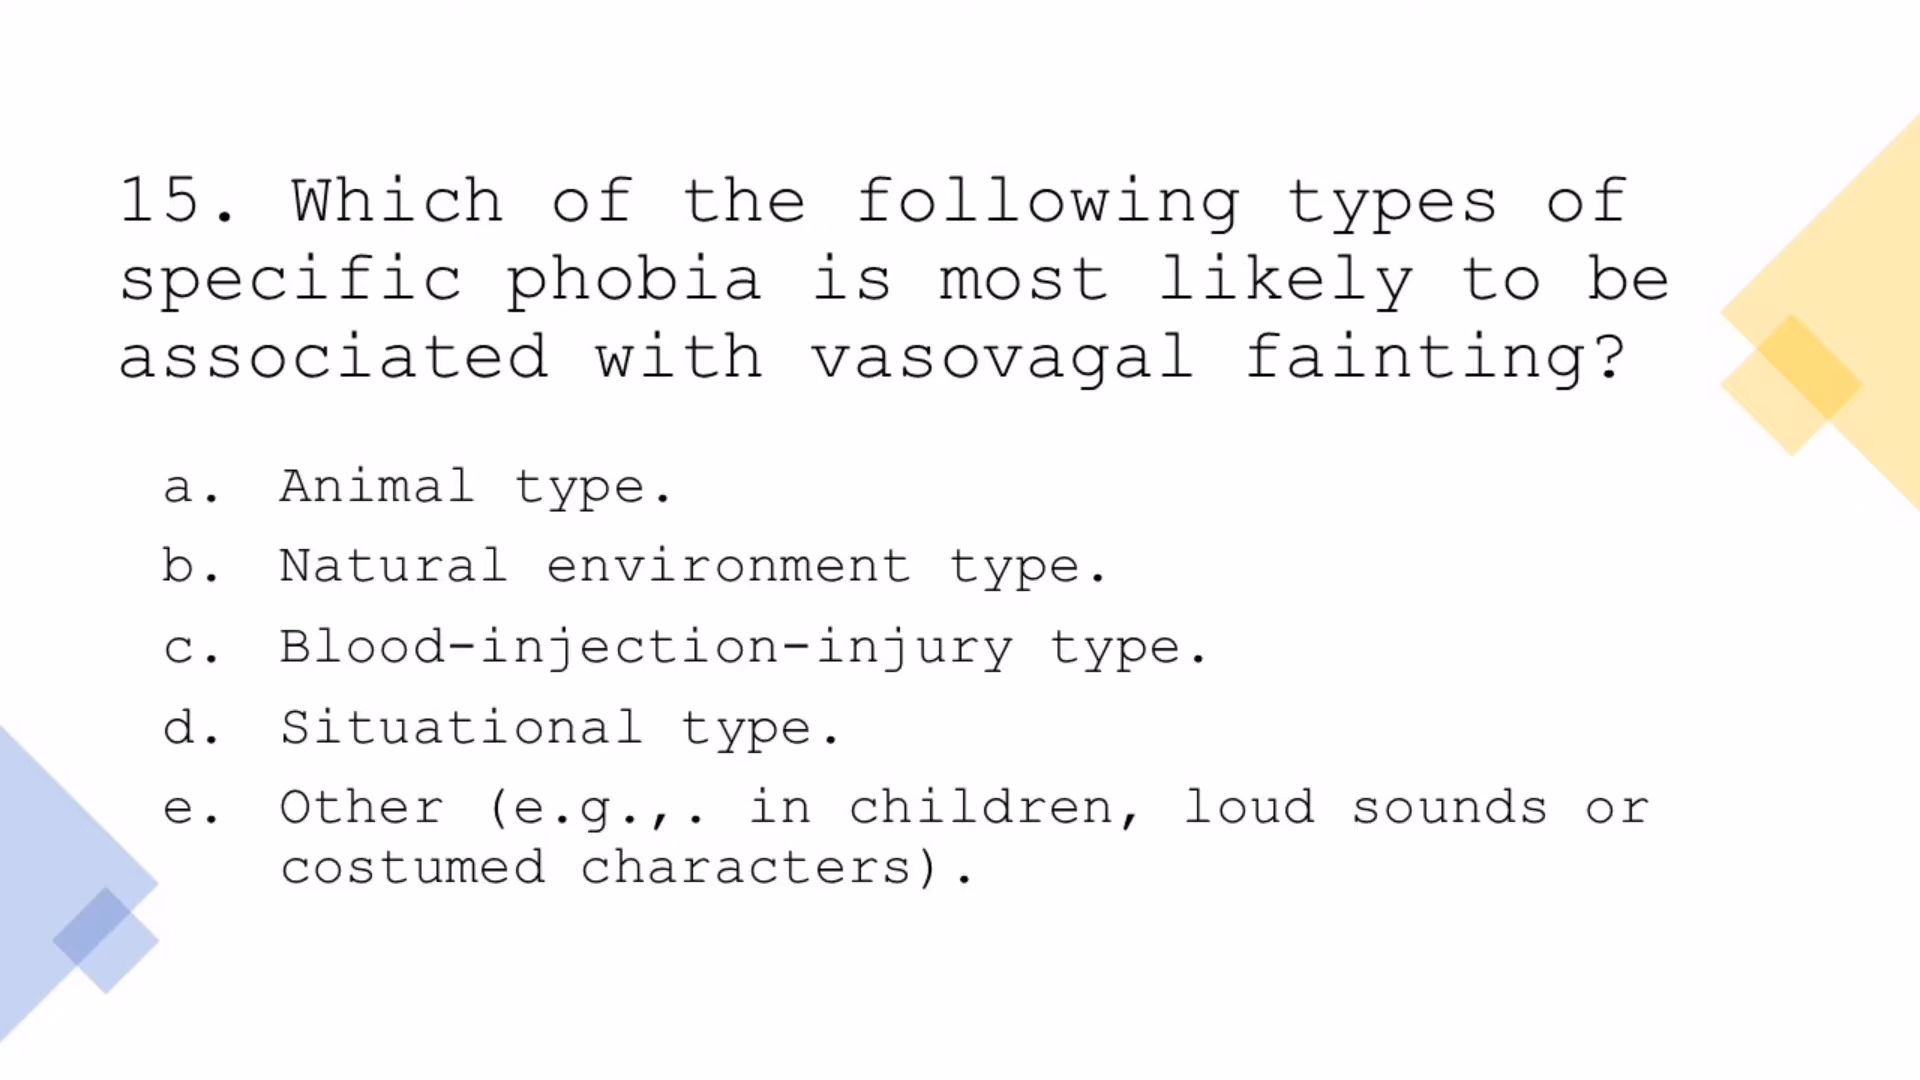 15. Which of the following types of
specific phobia is most likely to be
associated with vasovagal fainting?
a. Animal type.
b. Natural environment type.
c. Blood-injection-injury type.
d. Situational type.
e. Other (e.g.,. in children, loud sounds or
costumed characters).